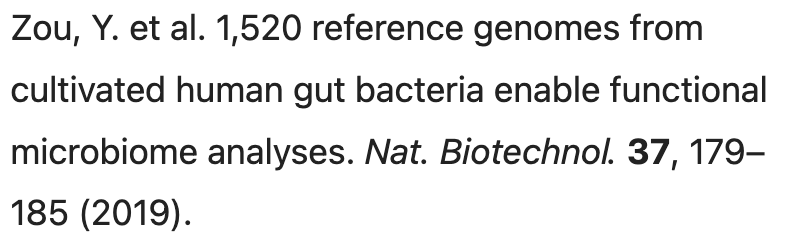 Zou, Y. et al. 1,520 reference genomes from
cultivated human gut bacteria enable functional
microbiome analyses. Nat. Biotechnol. 37, 179–
185 (2019).